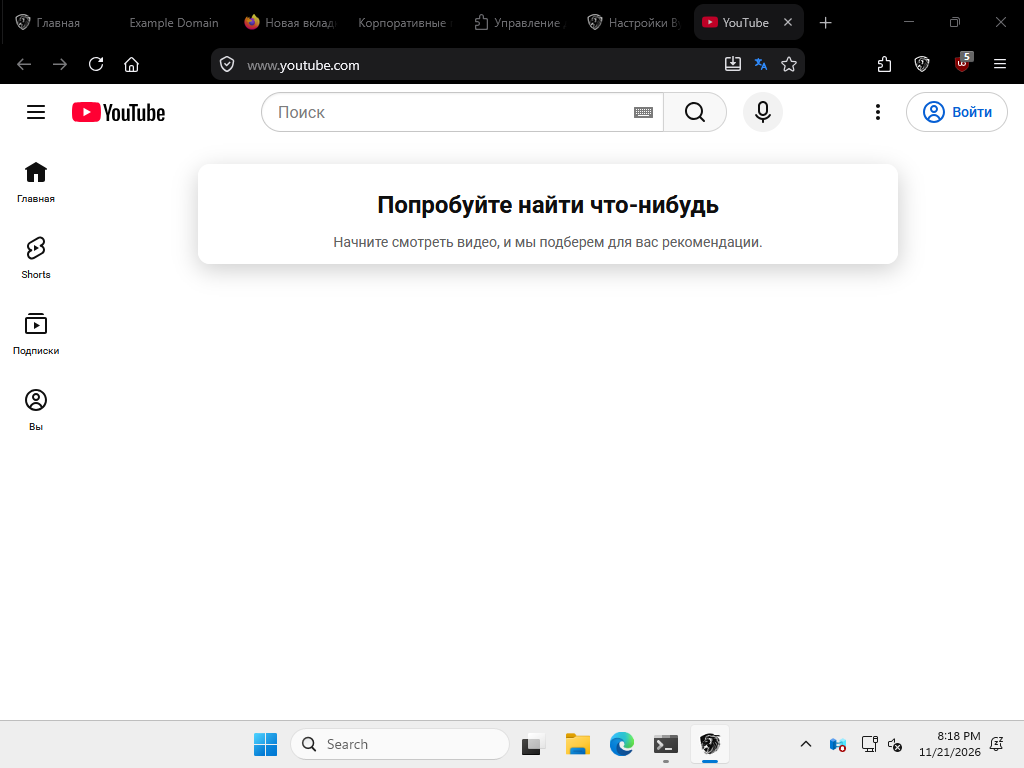 Главная
Example Domain
Новая вклад
Корпоративные
Управление
Настройки В
YouTube
www.youtube.com
5
YouTube
Поиск
Войти
Главная
Shorts
Подписки
Вы
Попробуйте найти что-нибудь
Начните смотреть видео, и мы подберем для вас рекомендации.
Search
8:18 PM
11/21/2026